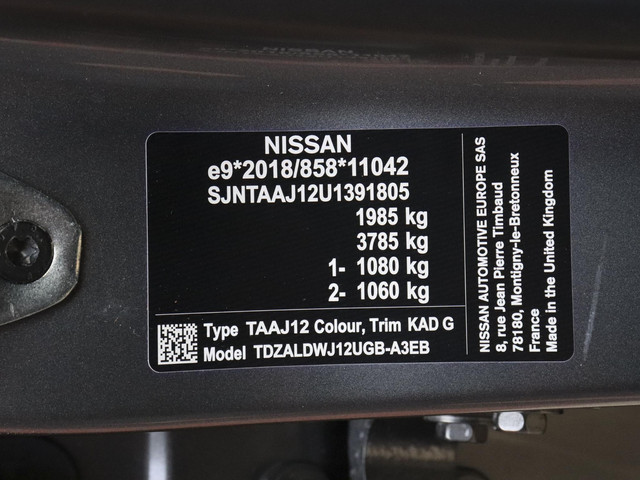 NISSAN
e9*2018/858*11042
SJNTAAJ12U1391805
1985 kg
3785 kg
1- 1080 kg
2- 1060 kg
Type TAAJ12 Colour, Trim KAD G
Model TDZALDWJ12UGB-A3EB
NISSAN AUTOMOTIVE EUROPE SAS
8, rue Jean Pierre Timbaud
78180, Montigny-le-Bretonneux
France
Made in the United Kingdom